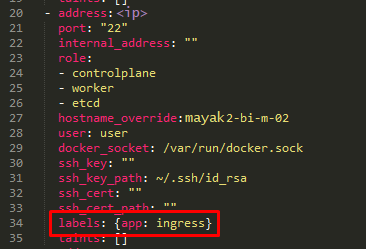 19 taints: []
20 - address:<ip>
21 port: "22"
22 internal_address: ""
23 role:
24 - controlplane
25 - worker
26 - etcd
27 hostname_override:mayak2-bi-m-02
28 user: user
29 docker_socket: /var/run/docker.sock
30 ssh_key: ""
31 ssh_key_path: ~/.ssh/id_rsa
32 ssh_cert: ""
33 ssh_cert_path: ""
34 labels: {app: ingress}
35 taints: []